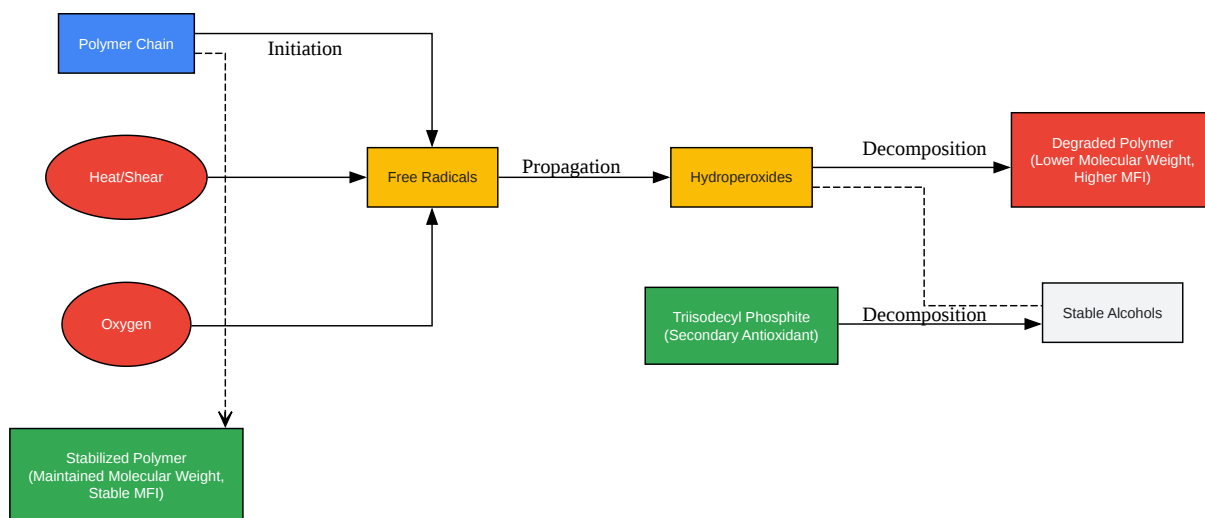 Polymer Chain
Initiation
Heat/Shear
Free Radicals
Propagation
Hydroperoxides
Decomposition
Degraded Polymer
(Lower Molecular Weight,
Higher MFI)
Oxygen
Triisodecyl Phosphite
(Secondary Antioxidant)
Decomposition
Stable Alcohols
Stabilized Polymer
(Maintained Molecular Weight,
Stable MFI)